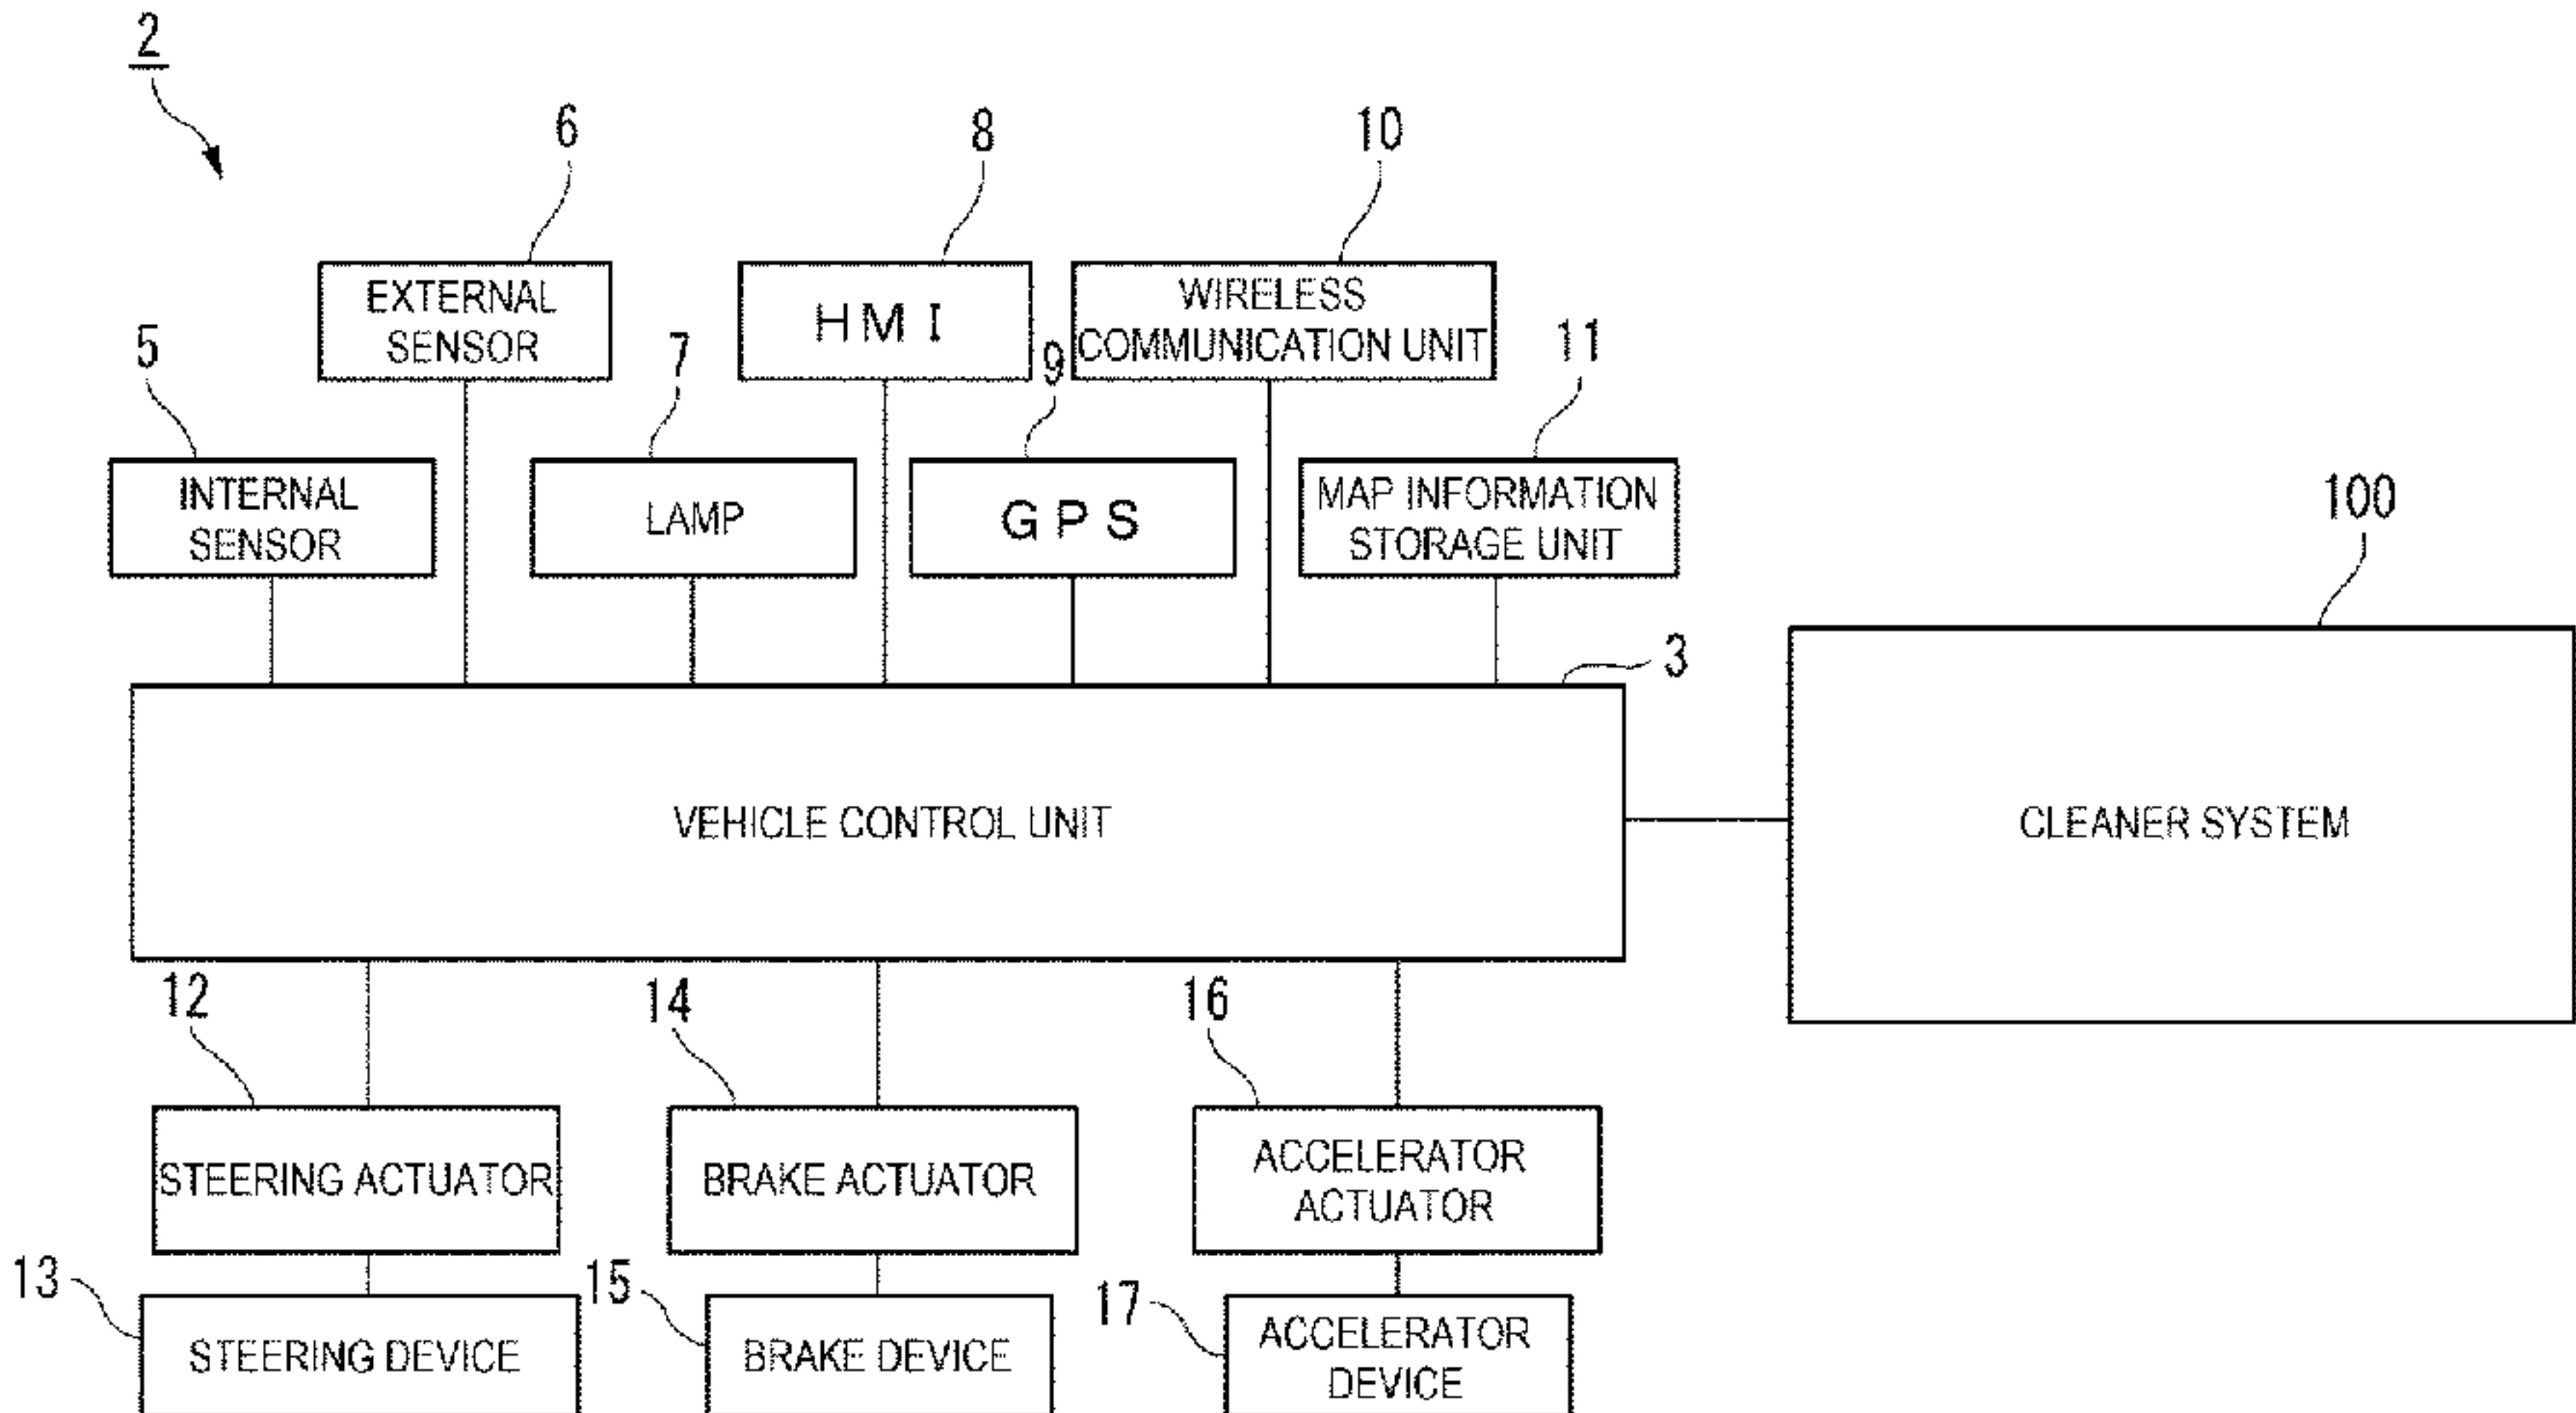 2
6
8
10
EXTERNAL
SENSOR
HMI
WIRELESS
COMMUNICATION UNIT
5
7
9
11
INTERNAL
SENSOR
LAMP
GPS
MAP INFORMATION
STORAGE UNIT
100
3
VEHICLE CONTROL UNIT
CLEANER SYSTEM
12
14
16
STEERING ACTUATOR
BRAKE ACTUATOR
ACCELERATOR
ACTUATOR
13
15
17
STEERING DEVICE
BRAKE DEVICE
ACCELERATOR
DEVICE